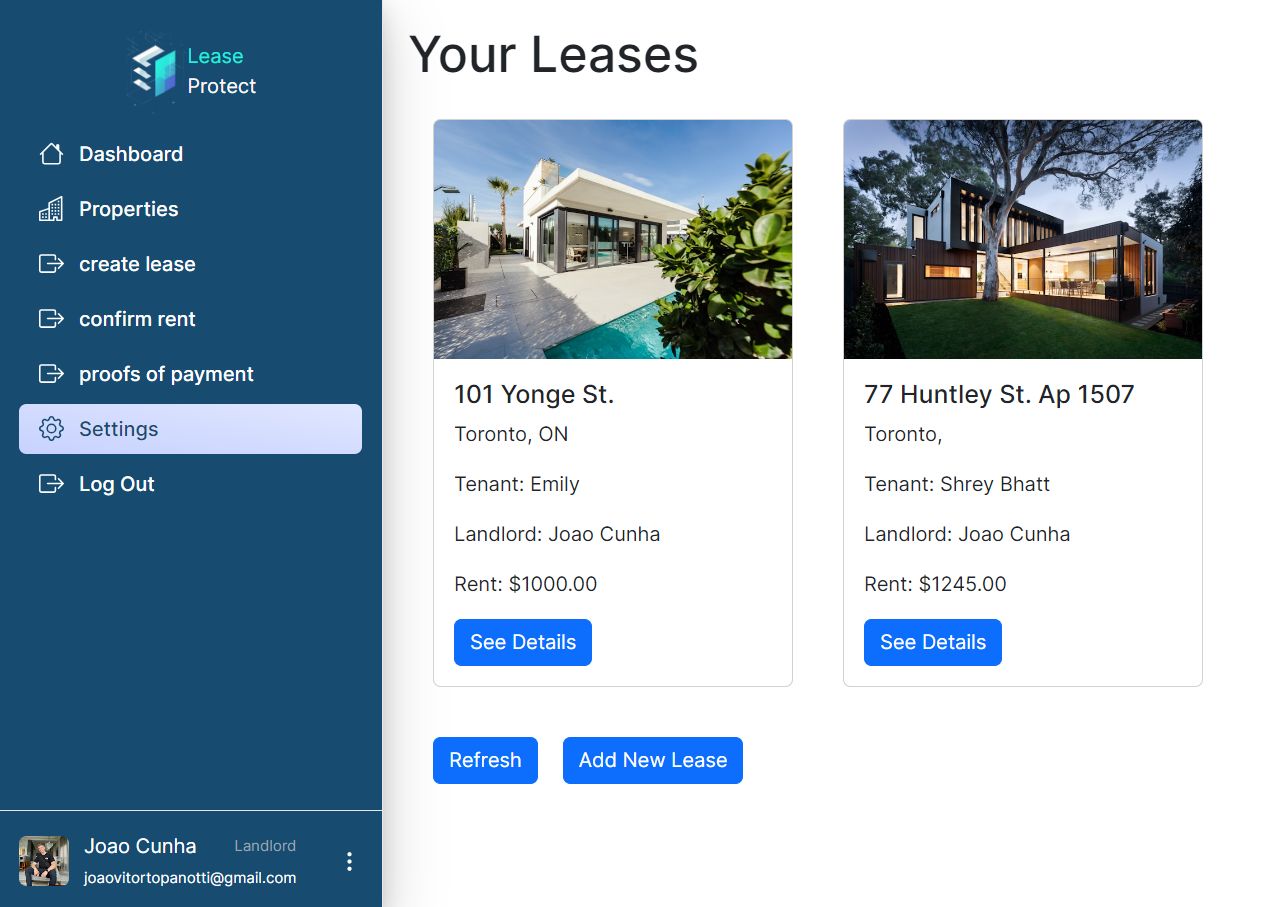 Lease
Protect
Dashboard
Properties
create lease
confirm rent
proofs of payment
Settings
Log Out
Joao Cunha
Landlord
joaovitortopanotti@gmail.com
Your Leases
101 Yonge St.
Toronto, ON
Tenant: Emily
Landlord: Joao Cunha
Rent: $1000.00
See Details
77 Huntley St. Ap 1507
Toronto,
Tenant: Shrey Bhatt
Landlord: Joao Cunha
Rent: $1245.00
See Details
Refresh
Add New Lease